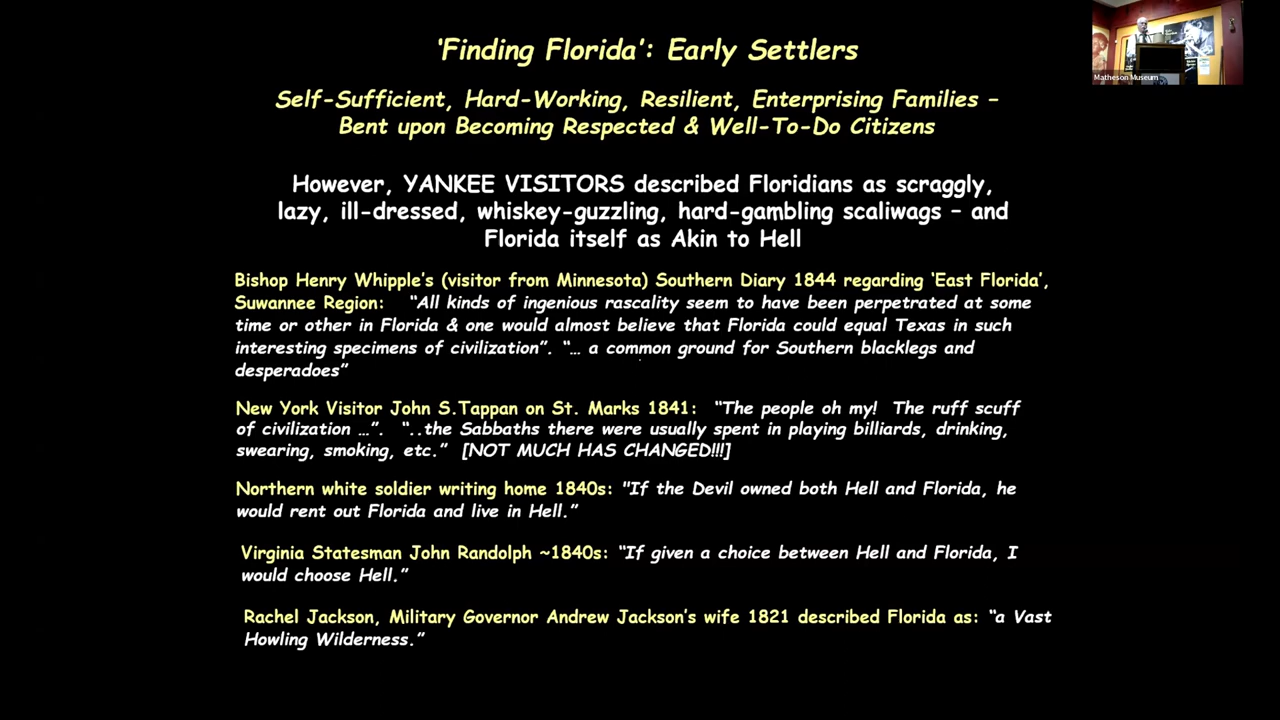 'Finding Florida': Early Settlers
Self-Sufficient, Hard-Working, Resilient, Enterprising Families –
Bent upon Becoming Respected & Well-To-Do Citizens
However, YANKEE VISITORS described Floridians as scraggly,
lazy, ill-dressed, whiskey-guzzling, hard-gambling scaliwags – and
Florida itself as Akin to Hell
Bishop Henry Whipple's (visitor from Minnesota) Southern Diary 1844 regarding 'East Florida',
Suwannee Region: "All kinds of ingenious rascality seem to have been perpetrated at some
time or other in Florida & one would almost believe that Florida could equal Texas in such
interesting specimens of civilization". "… a common ground for Southern blacklegs and
desperadoes"
New York Visitor John S.Tappan on St. Marks 1841: "The people oh my! The ruff scuff
of civilization …". "..the Sabbaths there were usually spent in playing billiards, drinking,
swearing, smoking, etc." [NOT MUCH HAS CHANGED!!!]
Northern white soldier writing home 1840s: "If the Devil owned both Hell and Florida, he
would rent out Florida and live in Hell."
Virginia Statesman John Randolph ~1840s: "If given a choice between Hell and Florida, I
would choose Hell."
Rachel Jackson, Military Governor Andrew Jackson's wife 1821 described Florida as: "a Vast
Howling Wilderness."
Matheson Museum